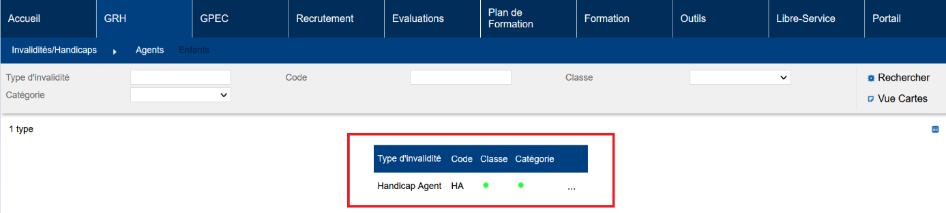 Accueil GRH GPEC Recrutement Evaluations Plan de Formation Formation Outils Libre-Service Portail
Invalidités/Handicaps Agents Enfants
Type d'invalidité Code Classe Rechercher
Catégorie Vue Cartes
1 type
Type d'invalidité Code Classe Catégorie
Handicap Agent HA ...